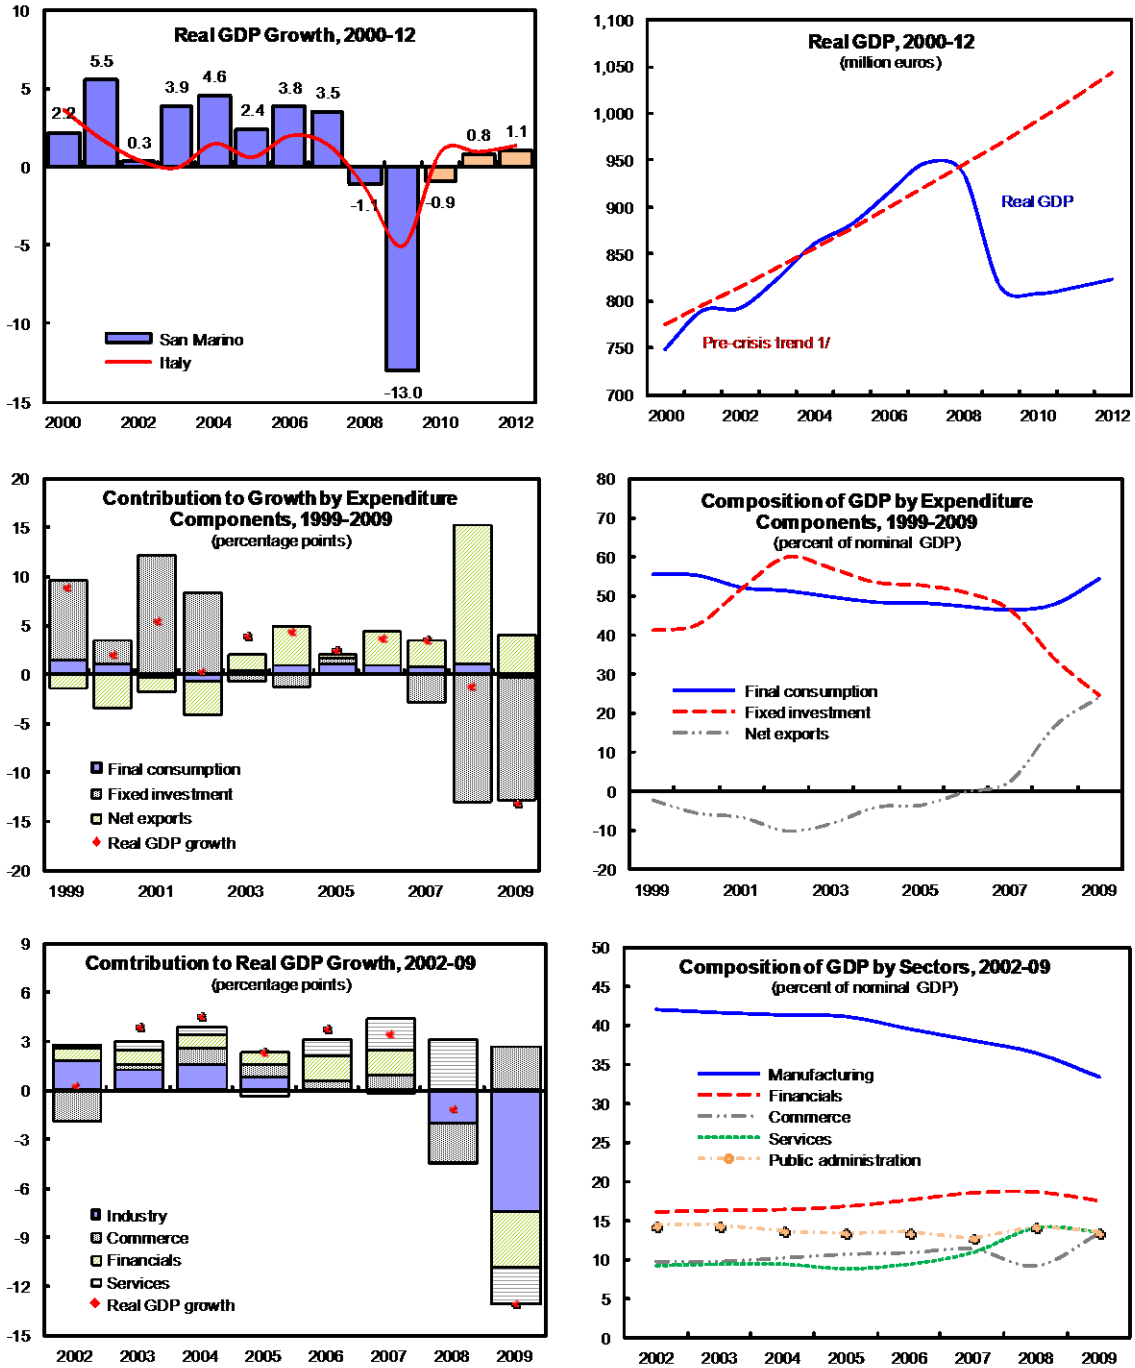 Real GDP Growth, 2000-12
10
5
0
-5
-10
-15
2.2
5.5
0.3
3.9
4.6
2.4
3.8
3.5
-1.1
-13.0
-0.9
0.8
1.1
San Marino
Italy
2000 2002 2004 2006 2008 2010 2012
Real GDP, 2000-12
(million euros)
1,100
1,050
1,000
950
900
850
800
750
700
Real GDP
Pre-crisis trend 1/
2000 2002 2004 2006 2008 2010 2012
Contribution to Growth by Expenditure
Components, 1999-2009
(percentage points)
20
15
10
5
0
-5
-10
-15
-20
Final consumption
Fixed investment
Net exports
Real GDP growth
1999 2001 2003 2005 2007 2009
Composition of GDP by Expenditure
Components, 1999-2009
(percent of nominal GDP)
80
70
60
50
40
30
20
10
0
-10
-20
Final consumption
Fixed investment
Net exports
1999 2001 2003 2005 2007 2009
Comtribution to Real GDP Growth, 2002-09
(percentage points)
9
6
3
0
-3
-6
-9
-12
-15
Industry
Commerce
Financials
Services
Real GDP growth
2002 2003 2004 2005 2006 2007 2008 2009
Composition of GDP by Sectors, 2002-09
(percent of nominal GDP)
50
45
40
35
30
25
20
15
10
5
0
Manufacturing
Financials
Commerce
Services
Public administration
2002 2003 2004 2005 2006 2007 2008 2009